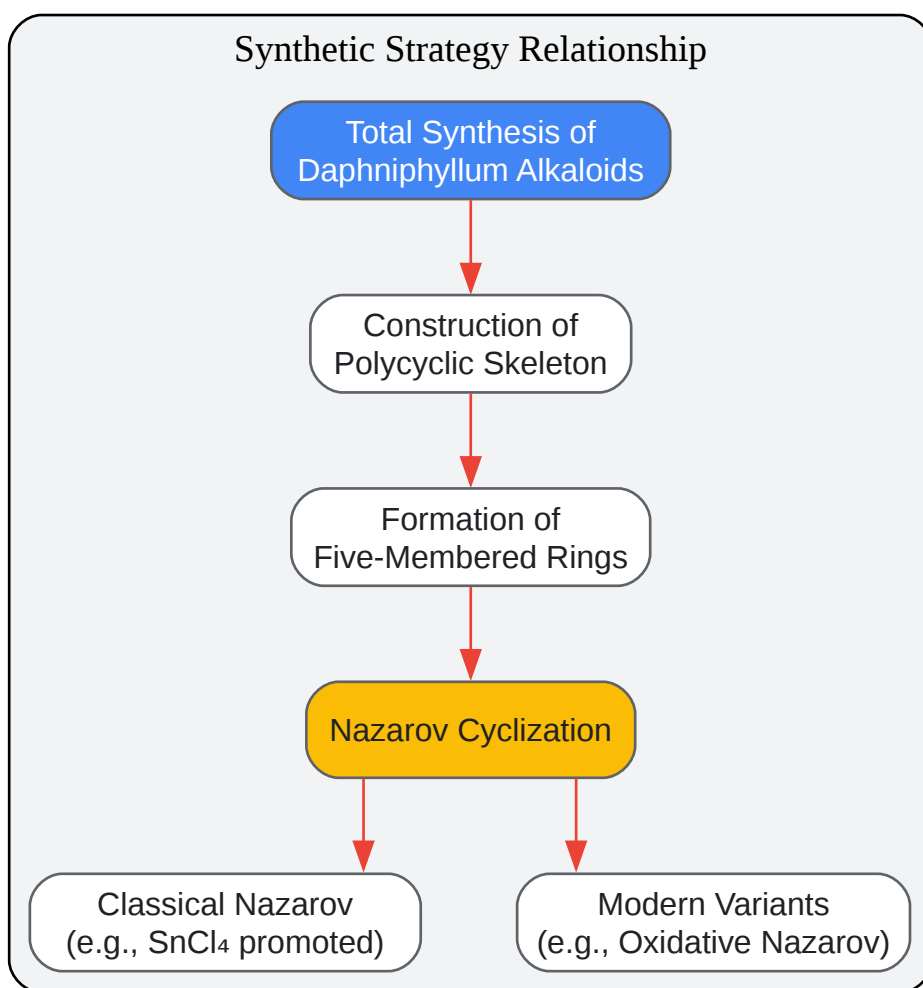 Synthetic Strategy Relationship
Total Synthesis of
Daphniphyllum Alkaloids
Construction of
Polycyclic Skeleton
Formation of
Five-Membered Rings
Nazarov Cyclization
Classical Nazarov
(e.g., SnCl₄ promoted)
Modern Variants
(e.g., Oxidative Nazarov)